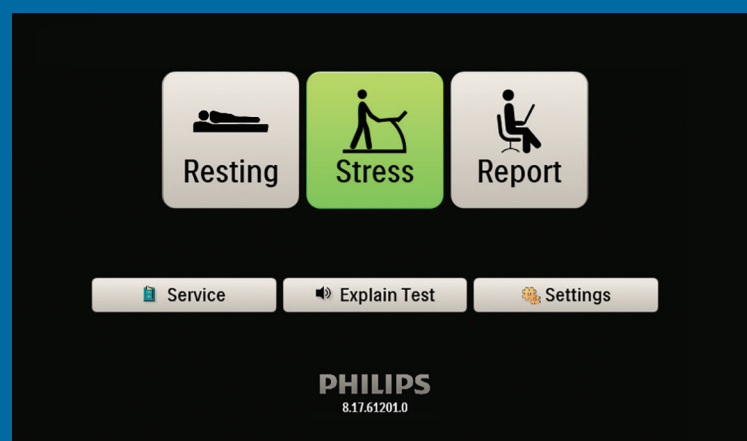 Resting Stress Report
Service Explain Test Settings
PHILIPS
8.17.61201.0